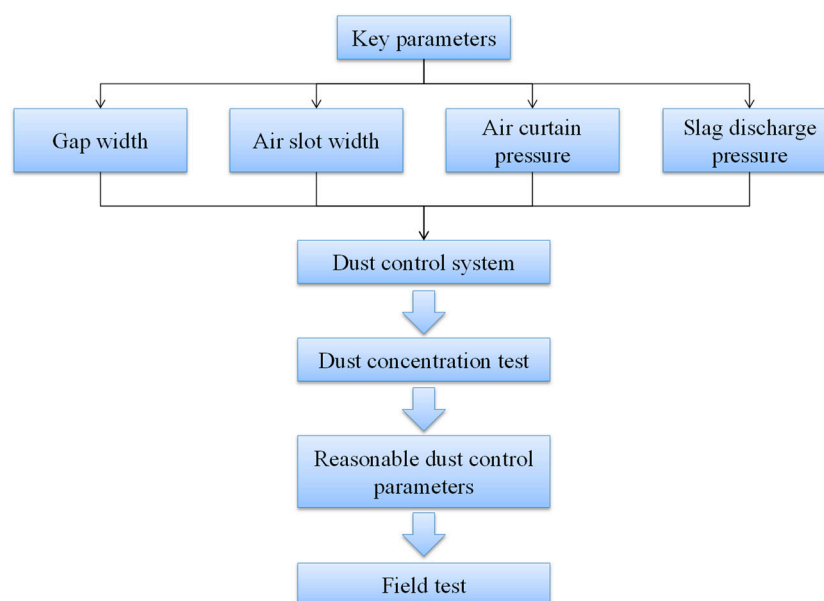 Key parameters
Gap width
Air slot width
Air curtain
pressure
Slag discharge
pressure
Dust control system
Dust concentration test
Reasonable dust control
parameters
Field test